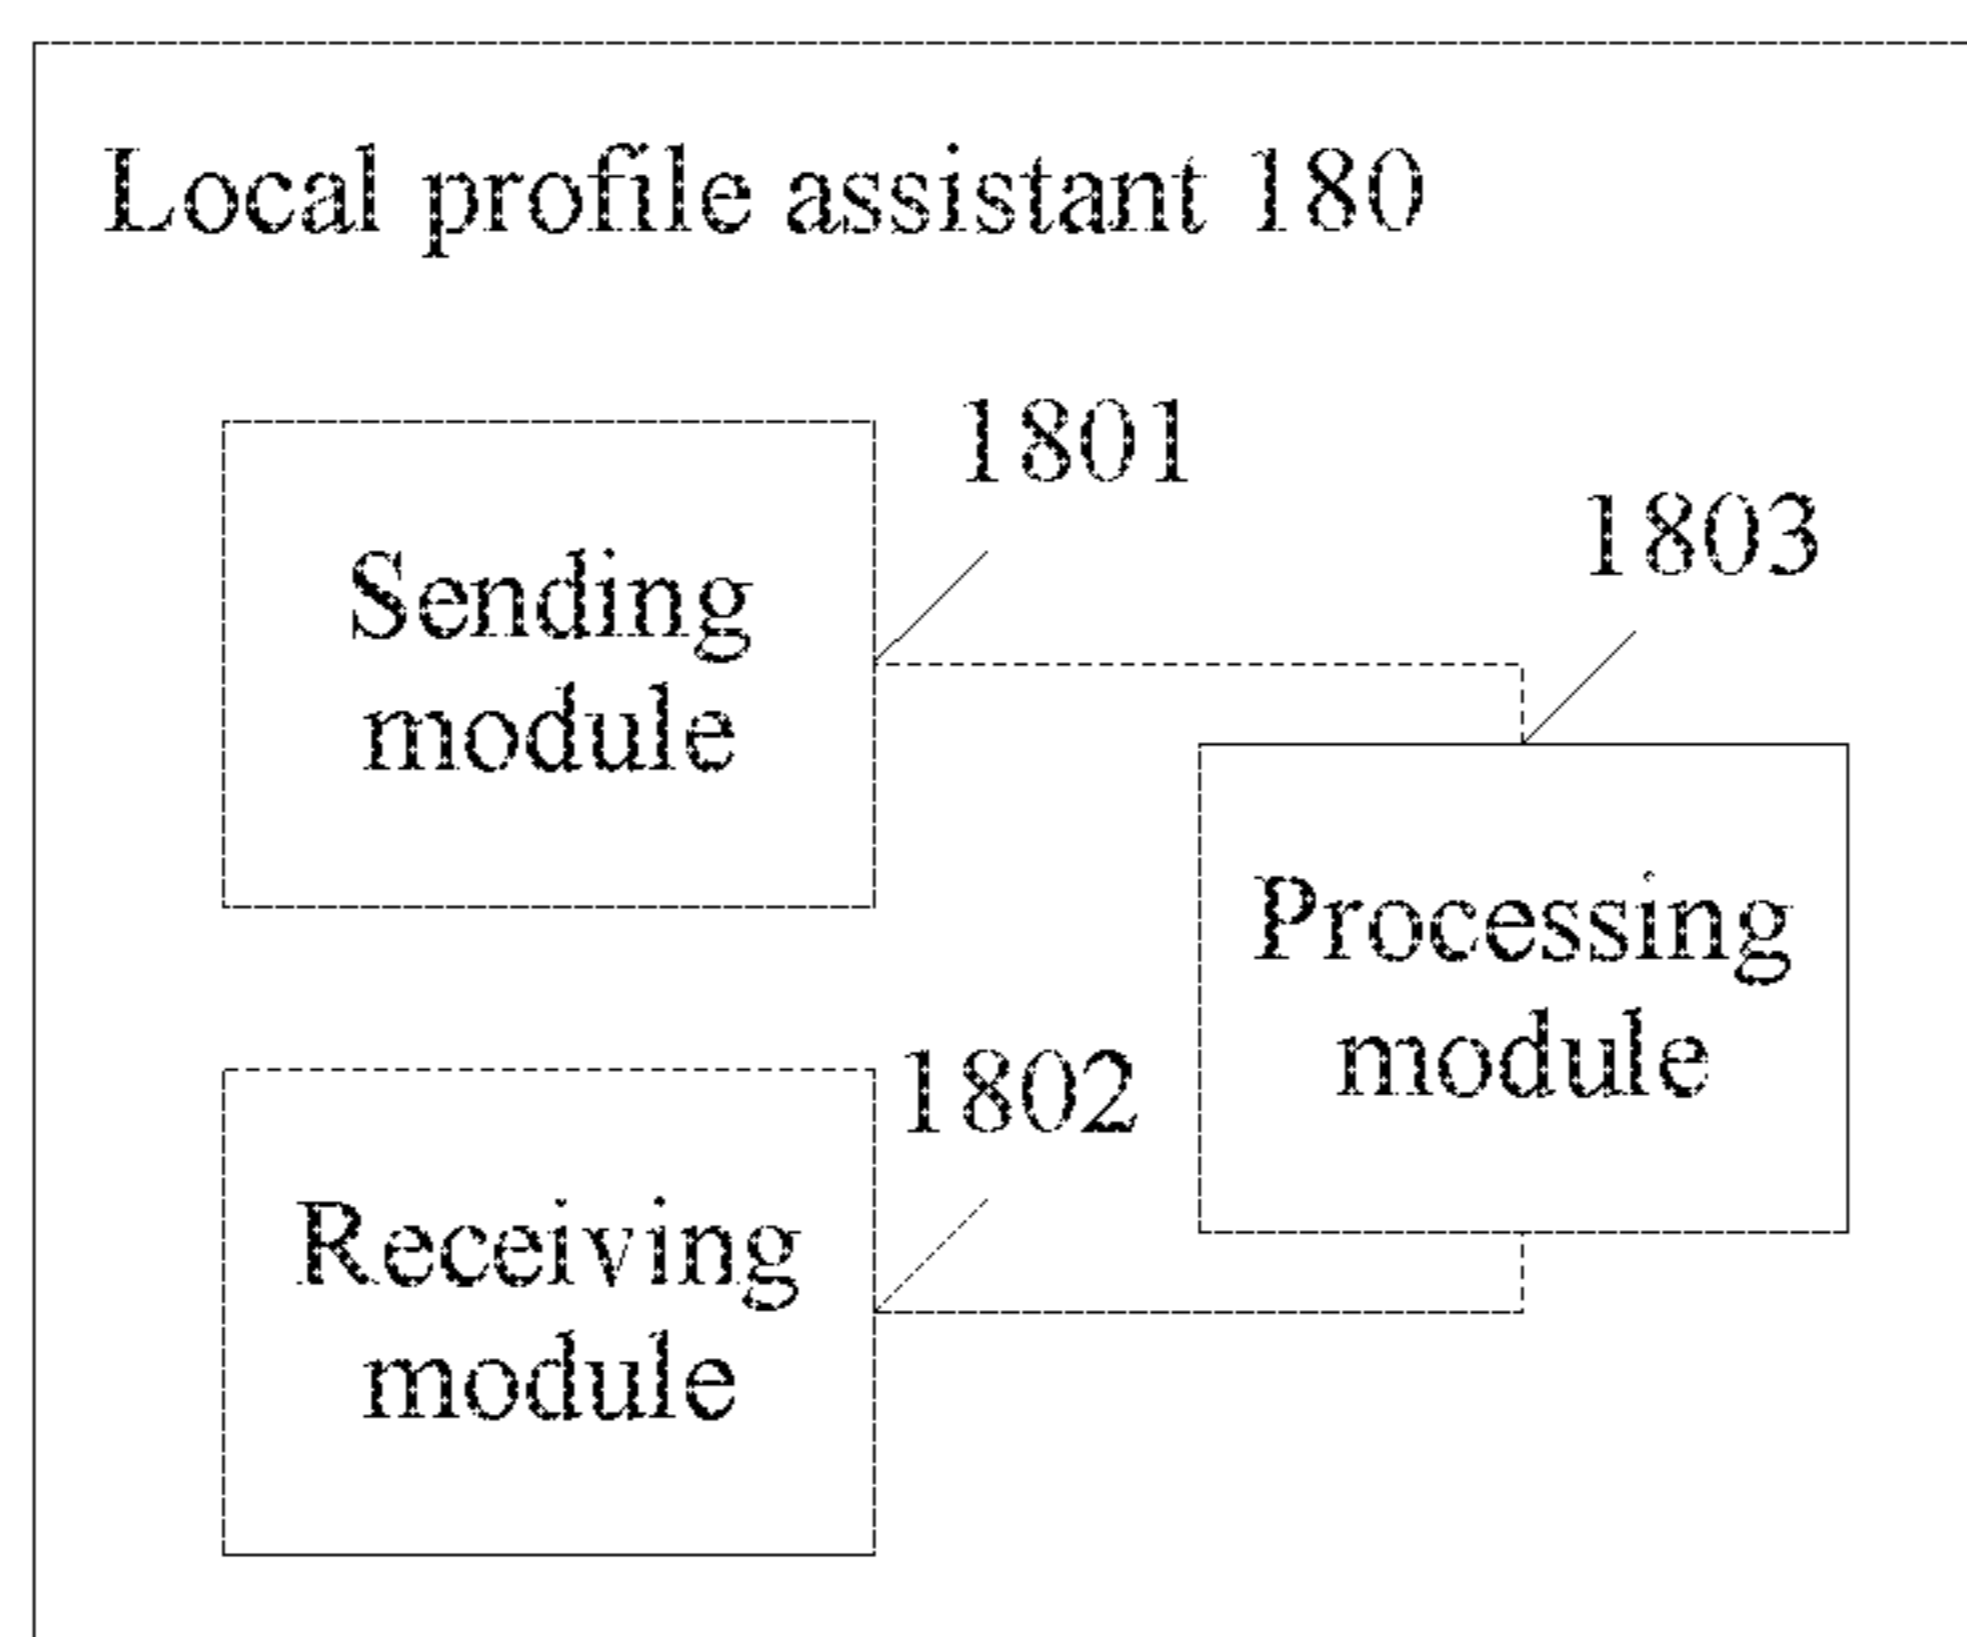 Local profile assistant 180
1801
1803
Sending
module
Processing
module
1802
Receiving
module